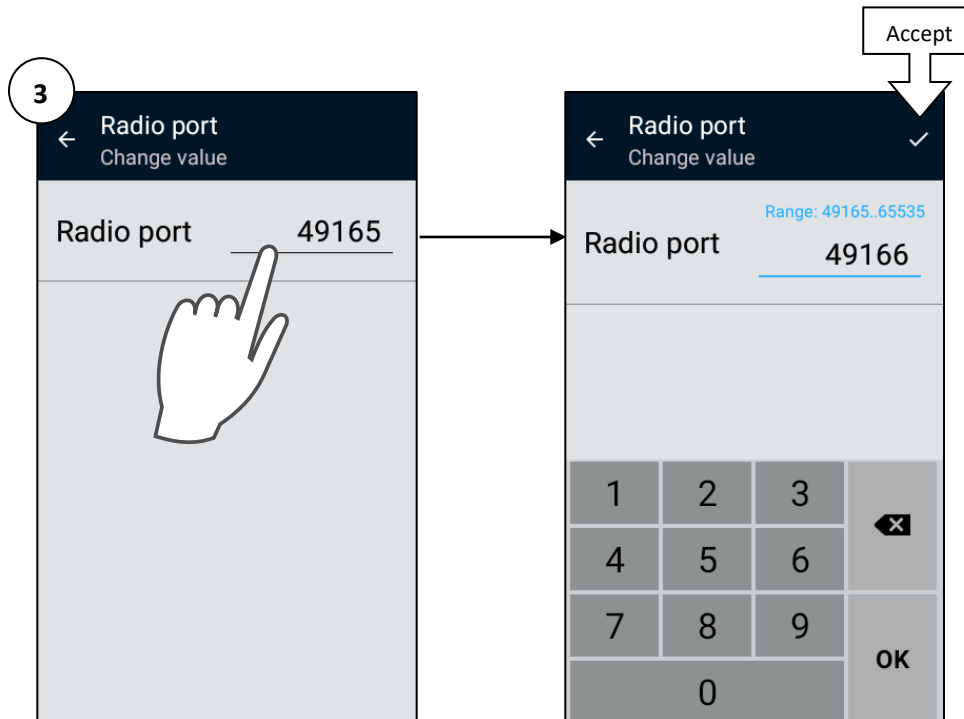 Accept
3
Radio port
Change value
Radio port 49165
Radio port
Change value
Range: 49165..65535
Radio port 49166
1 2 3
4 5 6
7 8 9
OK
0